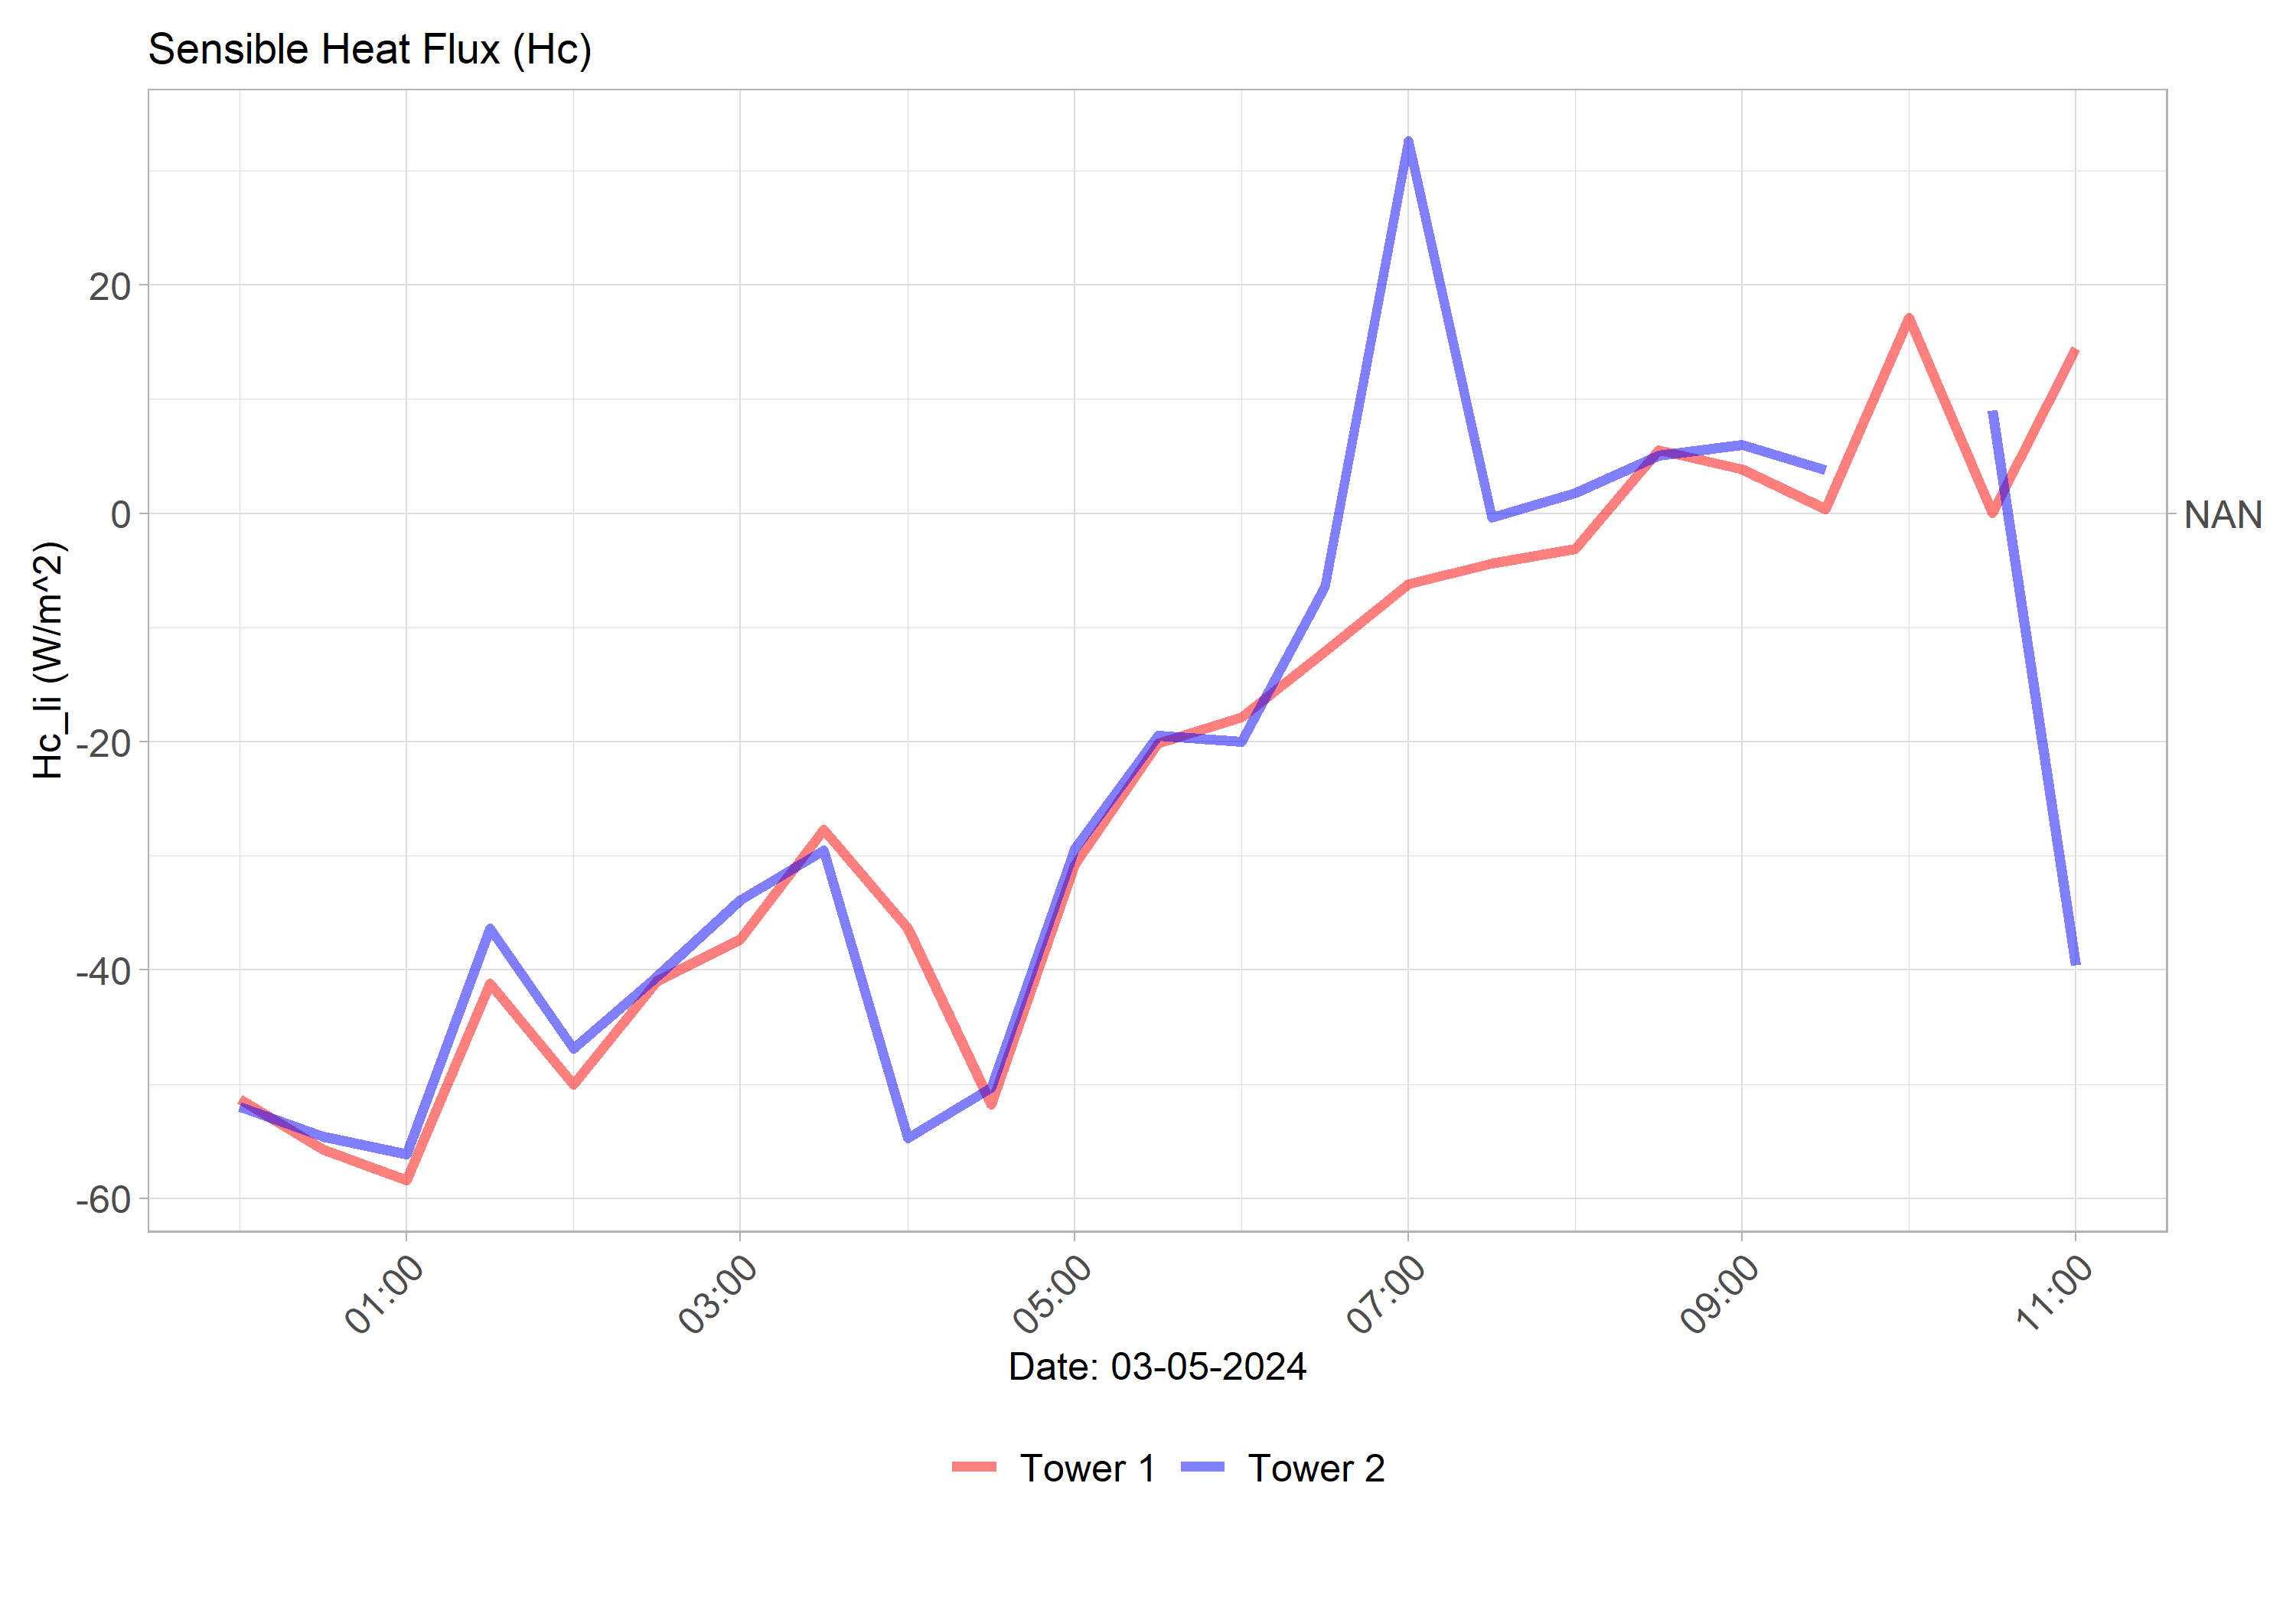 Sensible Heat Flux (Hc)
Hc_li (W/m^2)
20
0
-20
-40
-60
NAN
01:00
03:00
05:00
07:00
09:00
11:00
Date: 03-05-2024
Tower 1
Tower 2